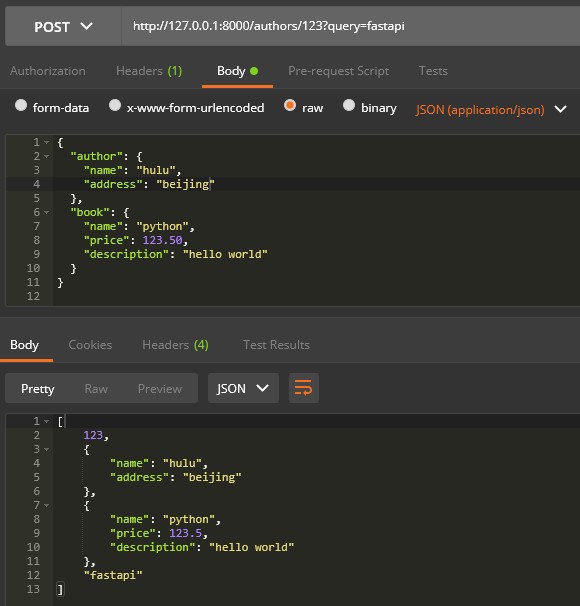 POST http://127.0.0.1:8000/authors/123?query=fastapi
Authorization Headers (1) Body Pre-request Script Tests
form-data x-www-form-urlencoded raw binary JSON (application/json)
1 {
2 "author": {
3 "name": "hulu",
4 "address": "beijing"
5 },
6 "book": {
7 "name": "python",
8 "price": 123.50,
9 "description": "hello world"
10 }
11 }
12
Body Cookies Headers (4) Test Results
Pretty Raw Preview JSON
1 [
2 123,
3 {
4 "name": "hulu",
5 "address": "beijing"
6 },
7 {
8 "name": "python",
9 "price": 123.5,
10 "description": "hello world"
11 },
12 "fastapi"
13 ]